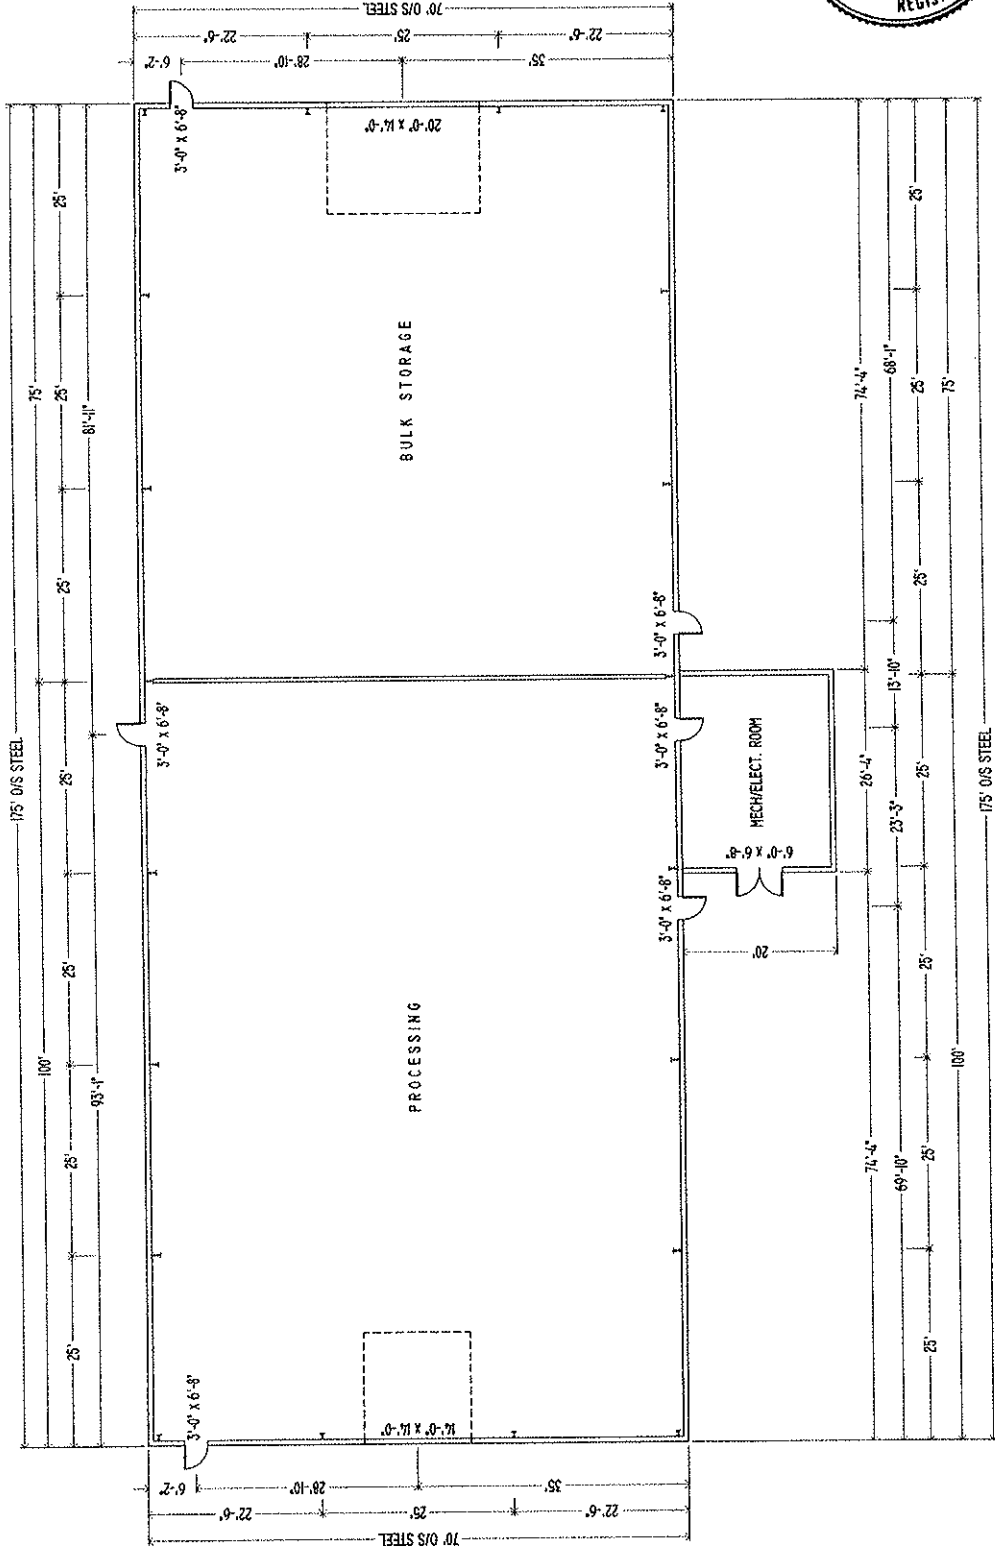 REGIST
70' O/S STEEL
22'-6"
25'
22'-6"
6'-2"
28'-10"
35'
175' O/S STEEL
75'
100'
25'
25'
25'
25'
25'
25'
25'
81'-11"
93'-1"
3'-0" X 6'-8"
20'-0" X 14'-0"
BULK STORAGE
3'-0" X 6'-8"
3'-0" X 6'-8"
3'-0" X 6'-8"
MECH/ELECT. ROOM
6'-0" X 6'-8"
3'-0" X 6'-8"
20'
PROCESSING
14'-0" X 14'-0"
3'-0" X 6'-8"
6'-2"
28'-10"
35'
22'-6"
25'
22'-6"
70' O/S STEEL
74'-4"
26'-4"
74'-4"
68'-1"
13'-10"
23'-3"
69'-10"
25'
25'
25'
25'
25'
25'
25'
75'
100'
175' O/S STEEL